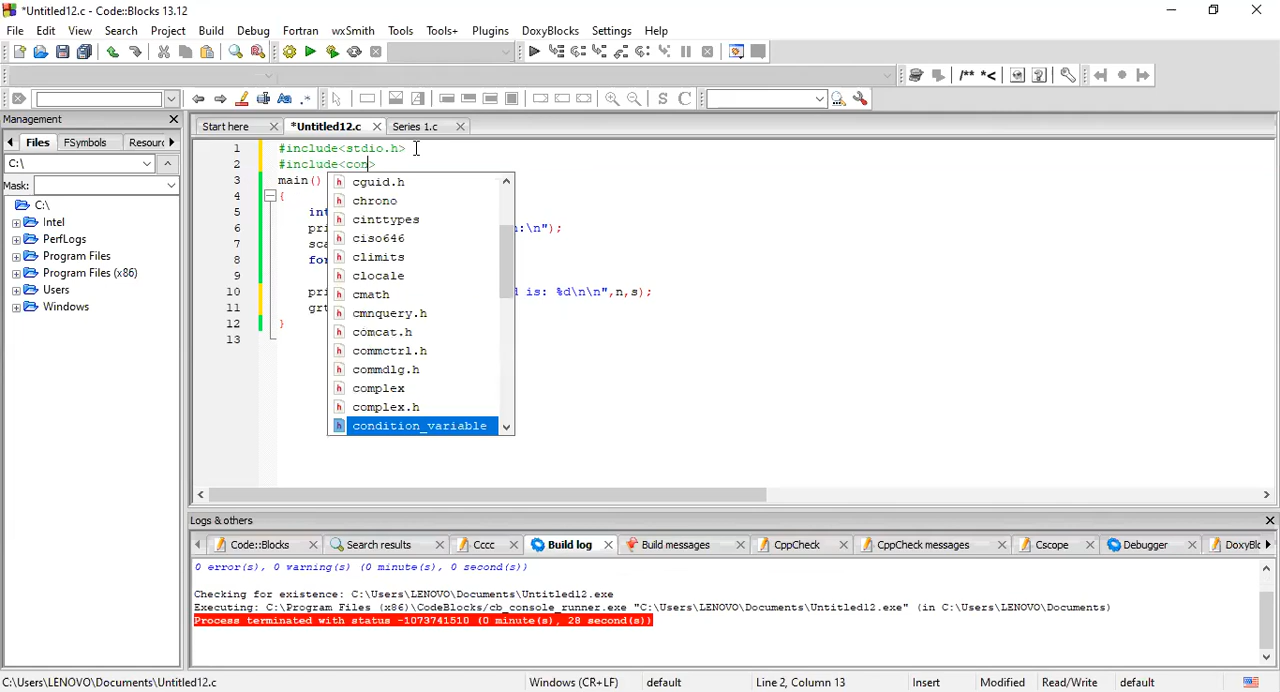 *Untitled12.c - Code::Blocks 13.12
File Edit View Search Project Build Debug Fortran wxSmith Tools Tools+ Plugins DoxyBlocks Settings Help
/** *<
S C
Management
Files FSymbols Resourc
Start here *Untitled12.c Series 1.c
C:\
Mask:
C:\
Intel
PerfLogs
Program Files
Program Files (x86)
Users
Windows
1 #include<stdio.h>
2 #include<con>
3 main()
4 {
5 int
6 pri :\n");
7 sca
8 for
9
10 pri d is: %d\n\n",n,s);
11 grt
12 }
13
cguid.h
chrono
cinttypes
ciso646
climits
clocale
cmath
cmnquery.h
comcat.h
commctrl.h
commdlg.h
complex
complex.h
condition_variable
Logs & others
Code::Blocks Search results Cccc Build log Build messages CppCheck CppCheck messages Cscope Debugger DoxyBlo
0 error(s), 0 warning(s) (0 minute(s), 0 second(s))
Checking for existence: C:\Users\LENOVO\Documents\Untitled12.exe
Executing: C:\Program Files (x86)\CodeBlocks/cb_console_runner.exe "C:\Users\LENOVO\Documents\Untitled12.exe" (in C:\Users\LENOVO\Documents)
Process terminated with status -1073741510 (0 minute(s), 28 second(s))
C:\Users\LENOVO\Documents\Untitled12.c Windows (CR+LF) default Line 2, Column 13 Insert Modified Read/Write default